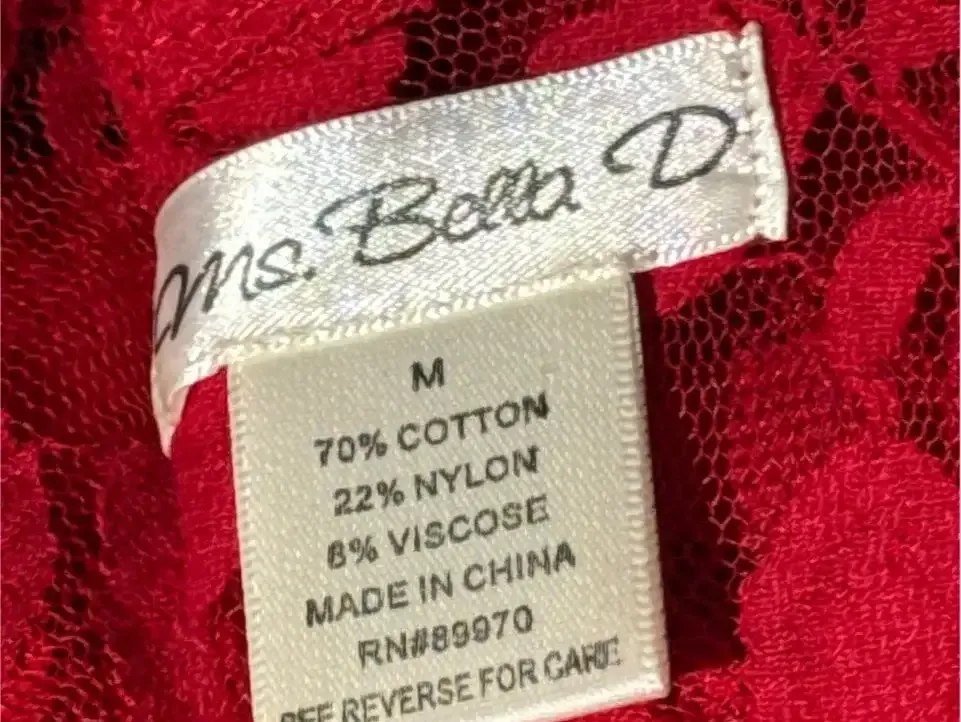 Ms. Bella D
M
70% COTTON
22% NYLON
8% VISCOSE
MADE IN CHINA
RN#89970
SEE REVERSE FOR CARE